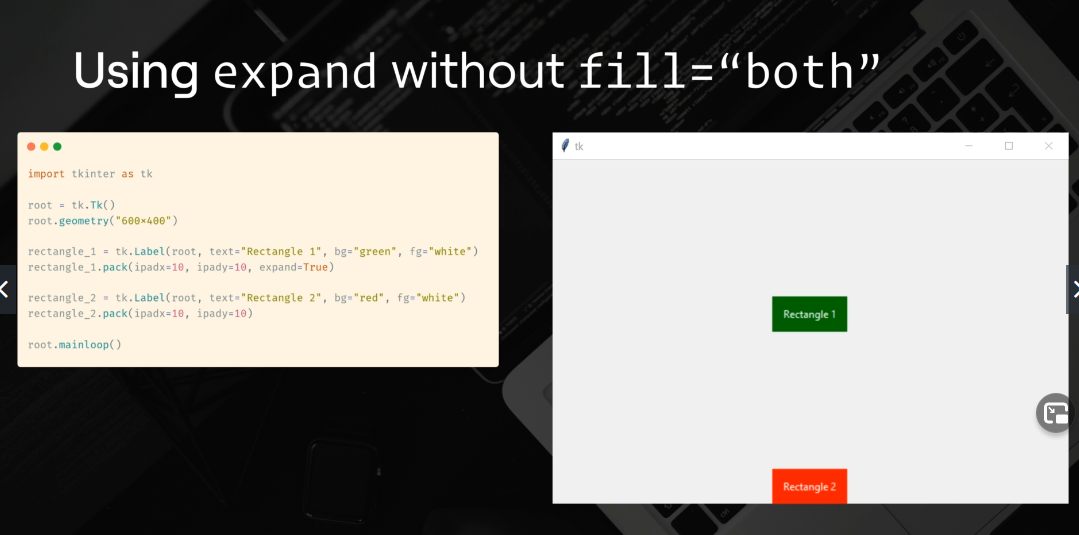 Using expand without fill=“both”
import tkinter as tk
root = tk.Tk()
root.geometry("600×400")
rectangle_1 = tk.Label(root, text="Rectangle 1", bg="green", fg="white")
rectangle_1.pack(ipadx=10, ipady=10, expand=True)
rectangle_2 = tk.Label(root, text="Rectangle 2", bg="red", fg="white")
rectangle_2.pack(ipadx=10, ipady=10)
root.mainloop()
tk
Rectangle 1
Rectangle 2